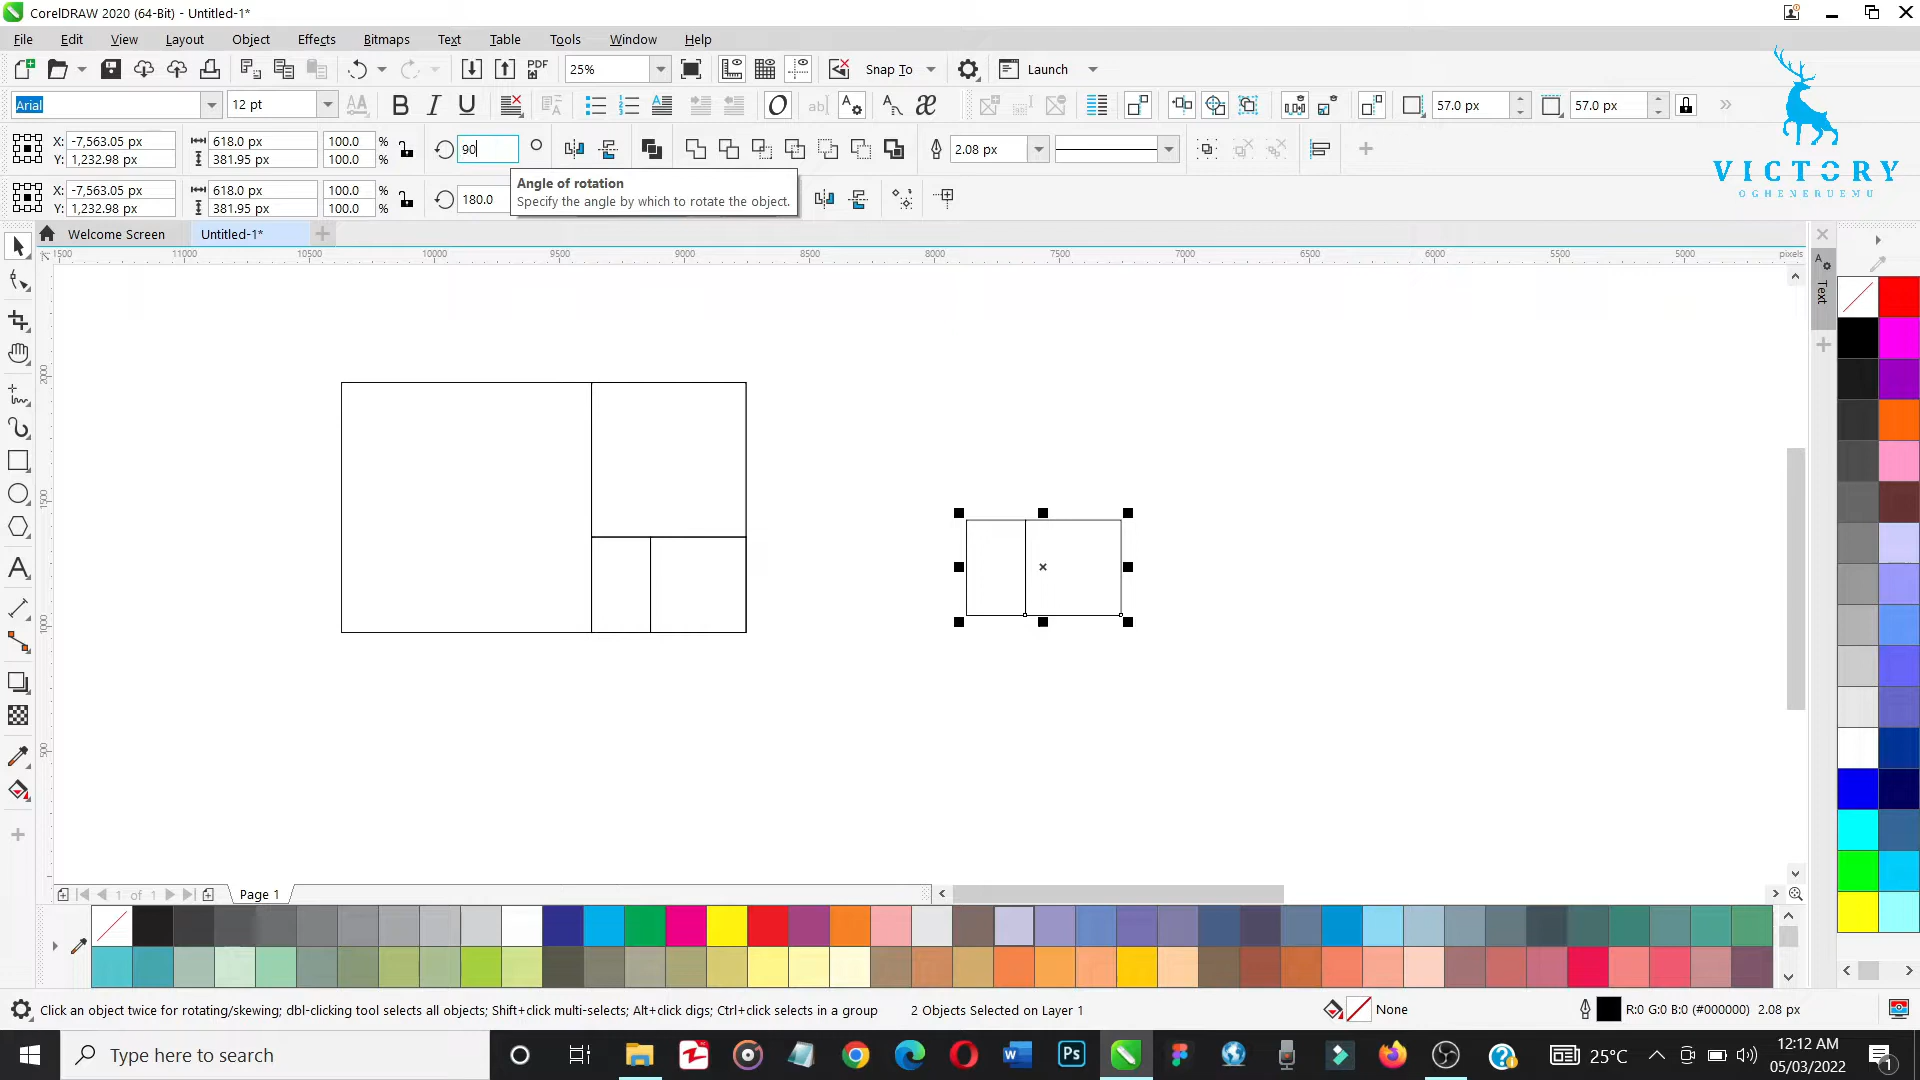 CorelDRAW 2020 (64-Bit) - Untitled-1*
File Edit View Layout Object Effects Bitmaps Text Table Tools Window Help
PDF 25% Snap To Launch
Arial 12 pt B I U O ab A æ 57.0 px 57.0 px »
X: -7,563.05 px 618.0 px 100.0 % 90 2.08 px
Y: 1,232.98 px 381.95 px 100.0 %
Angle of rotation
Specify the angle by which to rotate the object.
X: -7,563.05 px 618.0 px 100.0 % 180.0
Y: 1,232.98 px 381.95 px 100.0 %
VICTORY
OGHENERUEMU
Welcome Screen Untitled-1*
1500 11000 10500 10000 9500 9000 8500 8000 7500 7000 6500 6000 5500 5000 pixels
2000
1500
1000
500
Text
1 of 1 Page 1
Click an object twice for rotating/skewing; dbl-clicking tool selects all objects; Shift+click multi-selects; Alt+click digs; Ctrl+click selects in a group 2 Objects Selected on Layer 1 None R:0 G:0 B:0 (#000000) 2.08 px
Type here to search 25°C 12:12 AM
05/03/2022
1